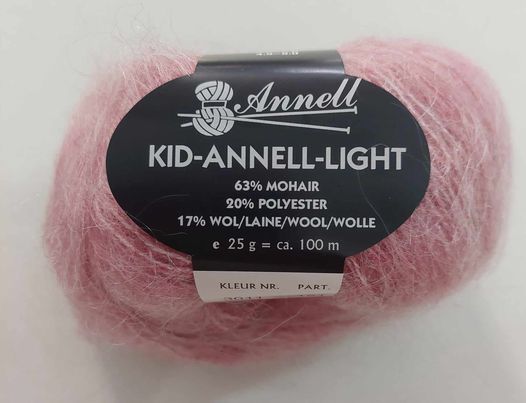 Annell
KID-ANNELL-LIGHT
63% MOHAIR
20% POLYESTER
17% WOL/LAINE/WOOL/WOLLE
e 25 g = ca. 100 m
KLEUR NR. PART.